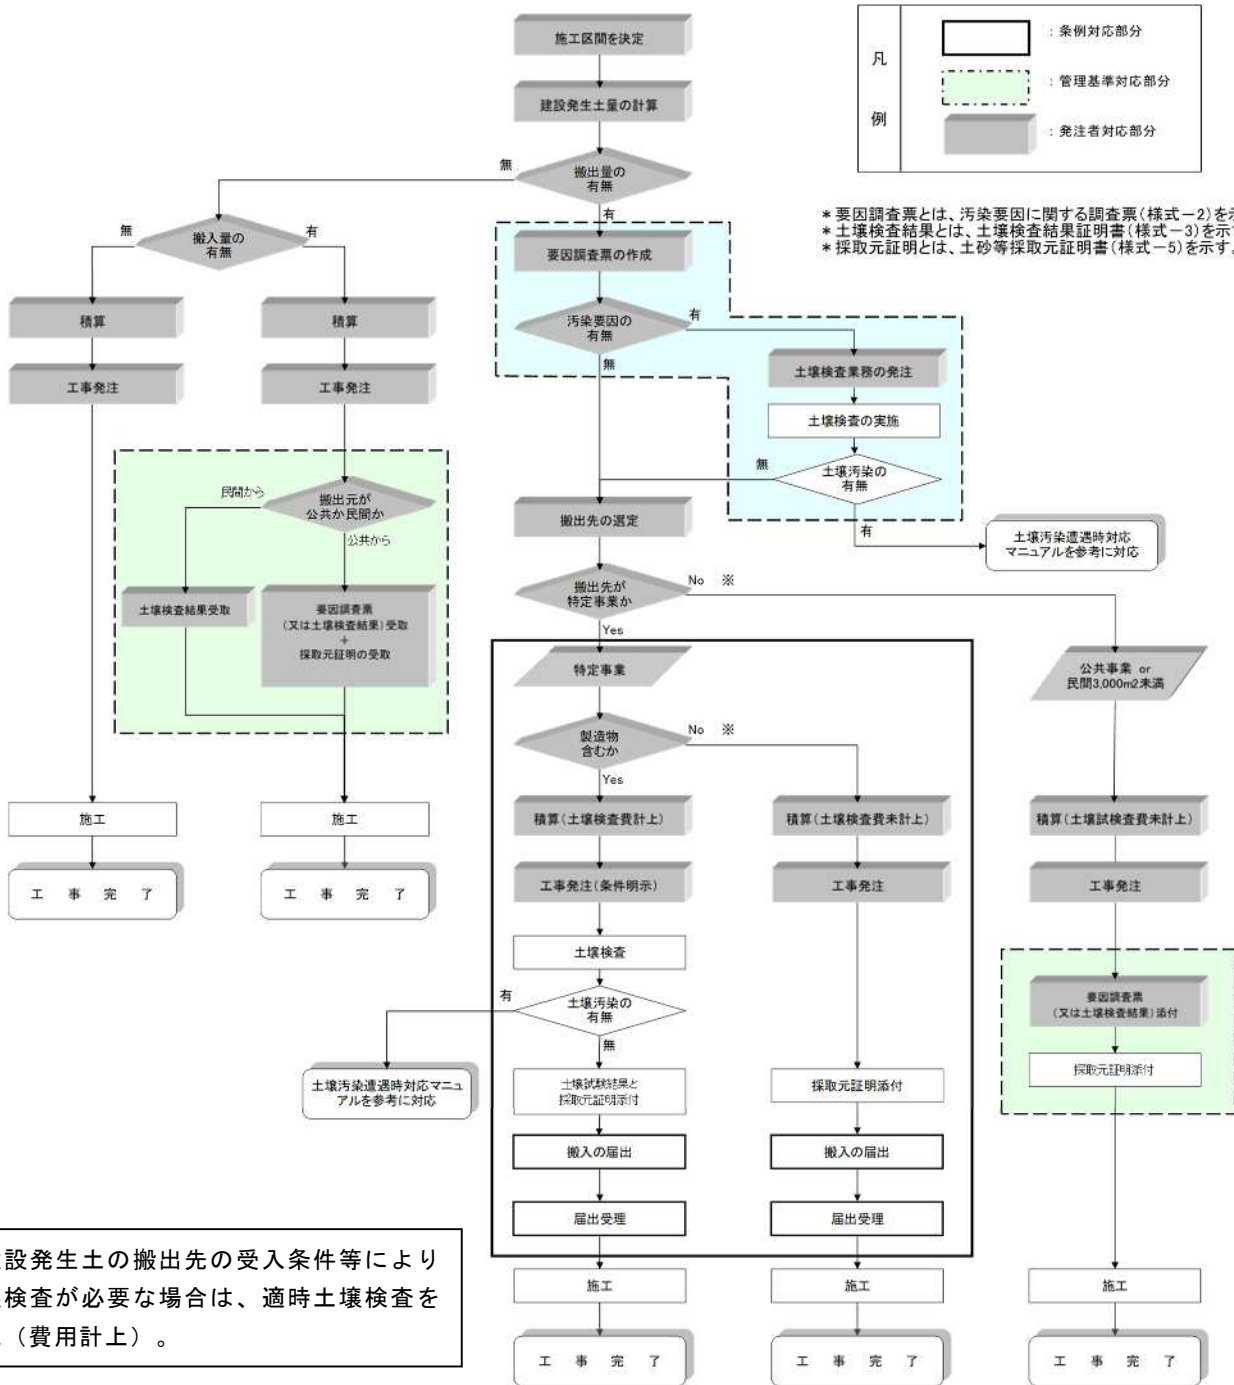 施工区間を決定
建設発生土量の計算
搬出量の
有無
無
有
凡
例
：条例対応部分
：管理基準対応部分
：発注者対応部分
＊要因調査票とは、汚染要因に関する調査票(様式－2)を
＊土壌検査結果とは、土壌検査結果証明書(様式－3)を示
＊採取元証明とは、土砂等採取元証明書(様式－5)を示す。
搬入量の
有無
無
有
積算
工事発注
積算
工事発注
要因調査票の作成
汚染要因の
有無
有
無
土壌検査業務の発注
土壌検査の実施
土壌汚染の
有無
無
有
土壌汚染遭遇時対応
マニュアルを参考に対応
搬出元が
公共か民間か
民間から
公共から
土壌検査結果受取
要因調査票
(又は土壌検査結果)受取
＋
採取元証明の受取
施工
工 事 完 了
施工
工 事 完 了
搬出先の選定
搬出先が
特定事業か
No ※
Yes
特定事業
製造物
含むか
No ※
Yes
積算(土壌検査費計上)
工事発注(条件明示)
土壌検査
土壌汚染の
有無
有
無
土壌汚染遭遇時対応マニュ
アルを参考に対応
土壌試験結果と
採取元証明添付
搬入の届出
届出受理
施工
工 事 完 了
積算(土壌検査費未計上)
工事発注
採取元証明添付
搬入の届出
届出受理
施工
工 事 完 了
公共事業 or
民間3,000m2未満
積算(土壌試検査費未計上)
工事発注
要因調査票
(又は土壌検査結果)添付
採取元証明添付
施工
工 事 完 了
設発生土の搬出先の受入条件等により
検査が必要な場合は、適時土壌検査を
（費用計上）。